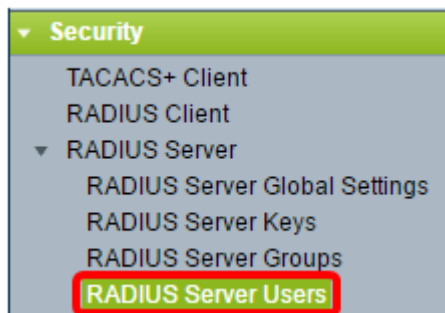 Security
TACACS+ Client
RADIUS Client
RADIUS Server
RADIUS Server Global Settings
RADIUS Server Keys
RADIUS Server Groups
RADIUS Server Users